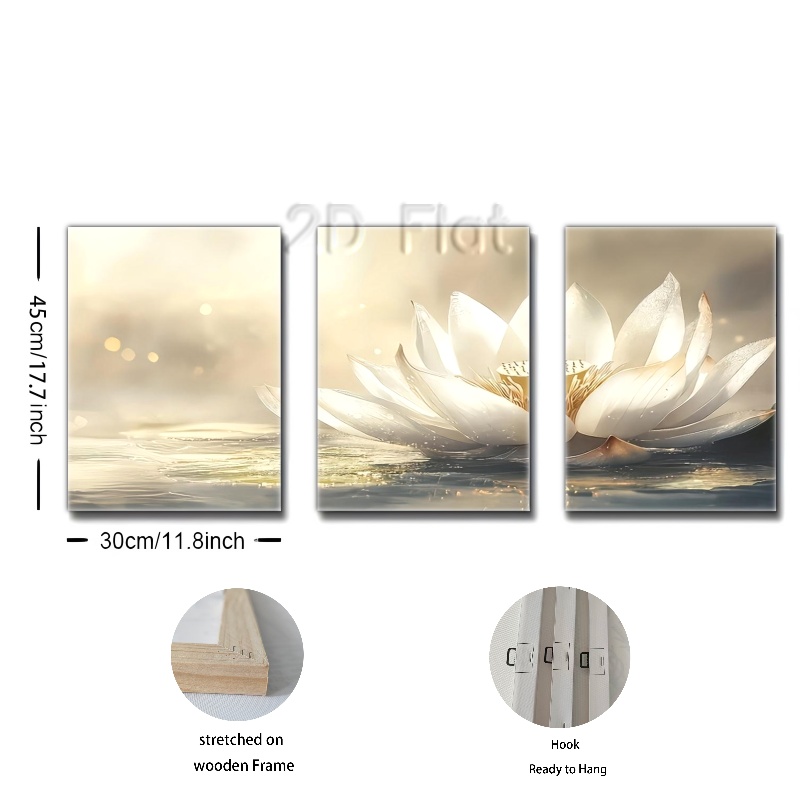 2D Flat
45cm/17.7inch
30cm/11.8inch
stretched on
wooden Frame
Hook
Ready to Hang